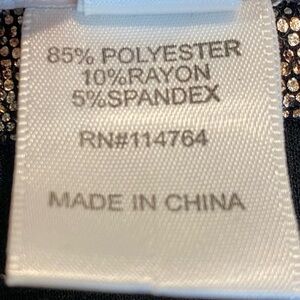 85% POLYESTER
10%RAYON
5%SPANDEX
RN#114764
MADE IN CHINA